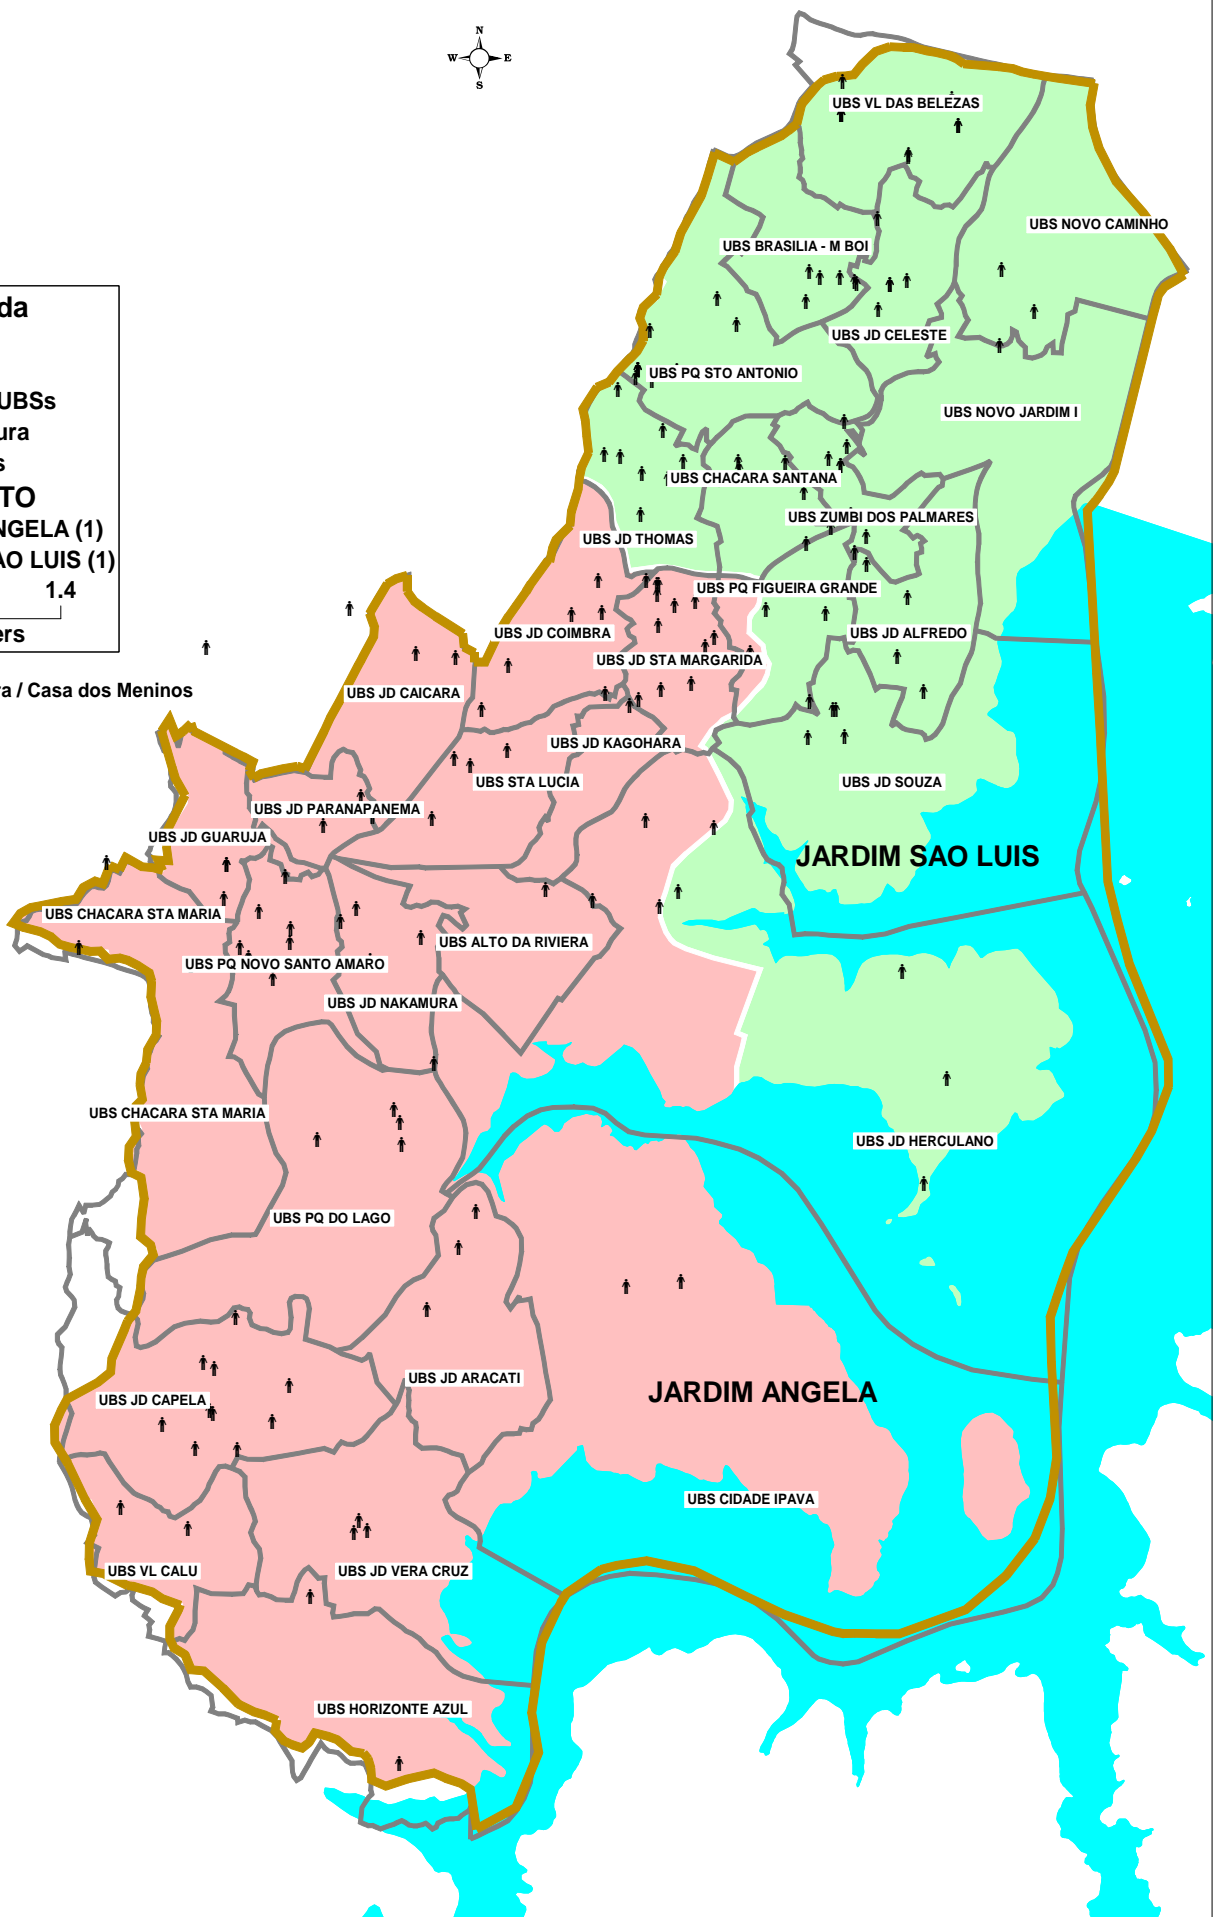 N
W E
S
UBS VL DAS BELEZAS
UBS NOVO CAMINHO
UBS BRASILIA - M BOI
UBS JD CELESTE
UBS PQ STO ANTONIO
UBS NOVO JARDIM I
UBS CHACARA SANTANA
UBS ZUMBI DOS PALMARES
UBS JD THOMAS
UBS PQ FIGUEIRA GRANDE
UBS JD COIMBRA
UBS JD ALFREDO
UBS JD STA MARGARIDA
UBS JD CAICARA
UBS JD KAGOHARA
UBS STA LUCIA
UBS JD SOUZA
UBS JD PARANAPANEMA
UBS JD GUARUJA
JARDIM SAO LUIS
UBS CHACARA STA MARIA
UBS ALTO DA RIVIERA
UBS PQ NOVO SANTO AMARO
UBS JD NAKAMURA
UBS CHACARA STA MARIA
UBS JD HERCULANO
UBS PQ DO LAGO
UBS JD ARACATI
JARDIM ANGELA
UBS JD CAPELA
UBS CIDADE IPAVA
UBS VL CALU
UBS JD VERA CRUZ
UBS HORIZONTE AZUL
da
UBSs
ura
s
TO
NGELA (1)
AO LUIS (1)
1.4
ers
ra / Casa dos Meninos